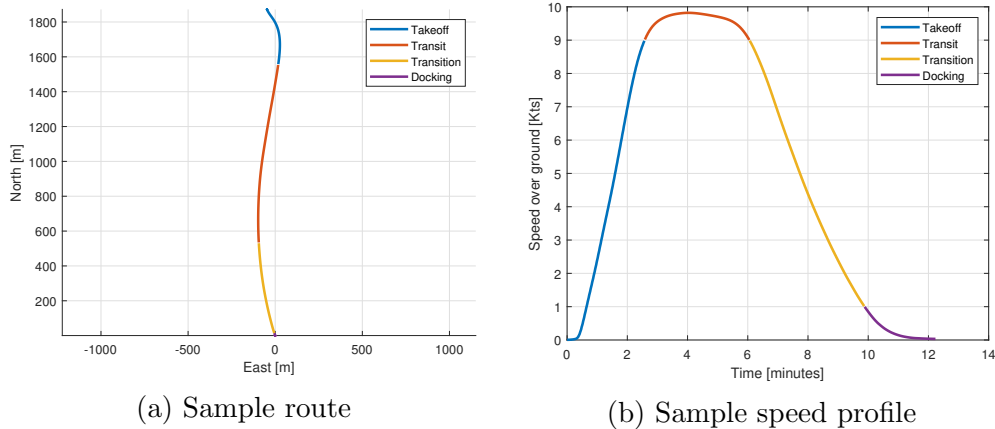 1800
1600
1400
1200
1000
800
600
400
200
-1000 -500 0 500 1000
North [m]
East [m]
Takeoff
Transit
Transition
Docking
(a) Sample route
10
9
8
7
6
5
4
3
2
1
0
0 2 4 6 8 10 12 14
Speed over ground [Kts]
Time [minutes]
Takeoff
Transit
Transition
Docking
(b) Sample speed profile